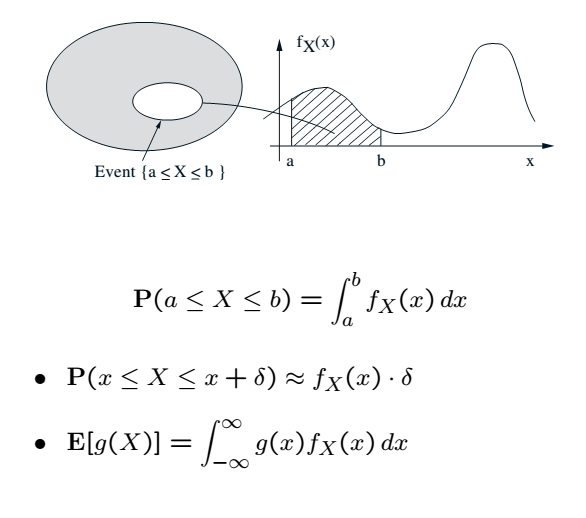 f_X(x)
a b x
Event {a ≤ X ≤ b }
P(a ≤ X ≤ b) = ∫_a^b f_X(x) dx
• P(x ≤ X ≤ x + δ) ≈ f_X(x) · δ
• E[g(X)] = ∫_{−∞}^{∞} g(x)f_X(x) dx